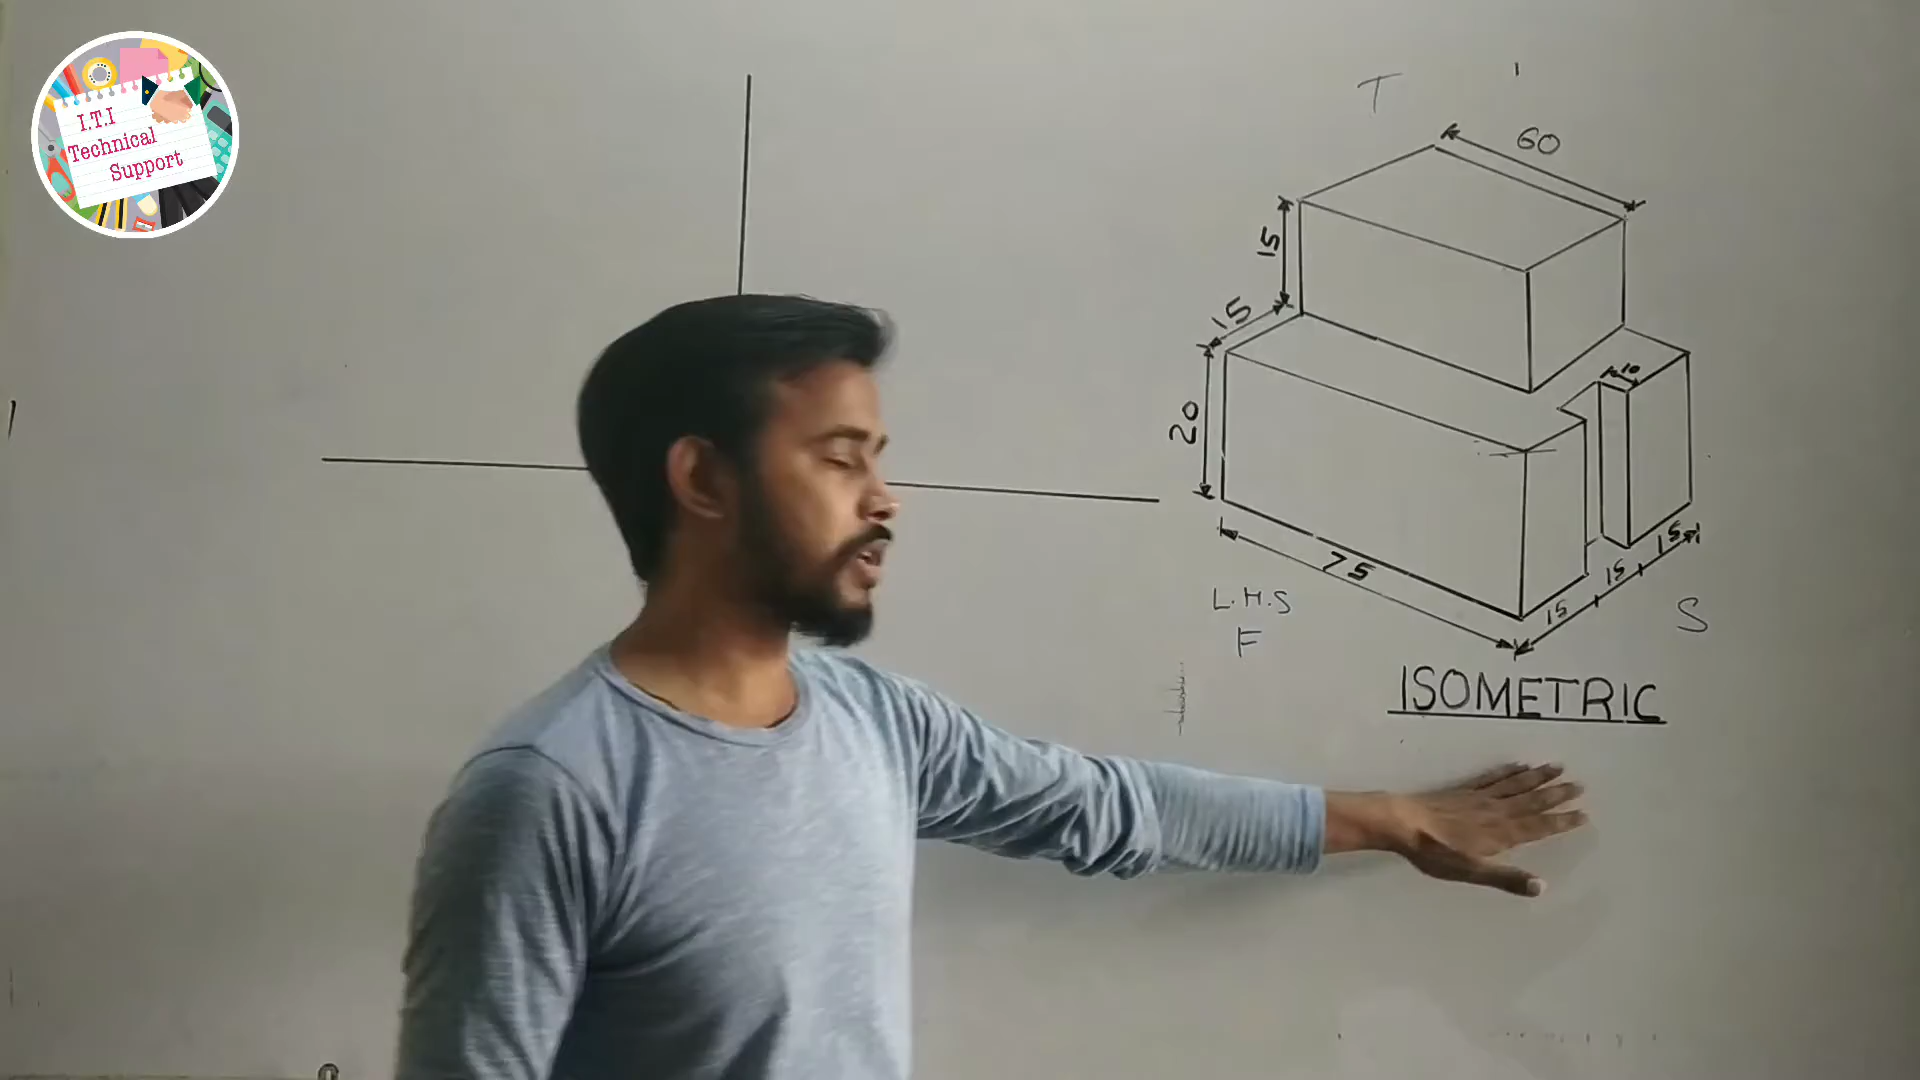 I.T.I
Technical
Support
T
60
15
15
20
10
75
15
15
15
L.H.S
F
S
ISOMETRIC